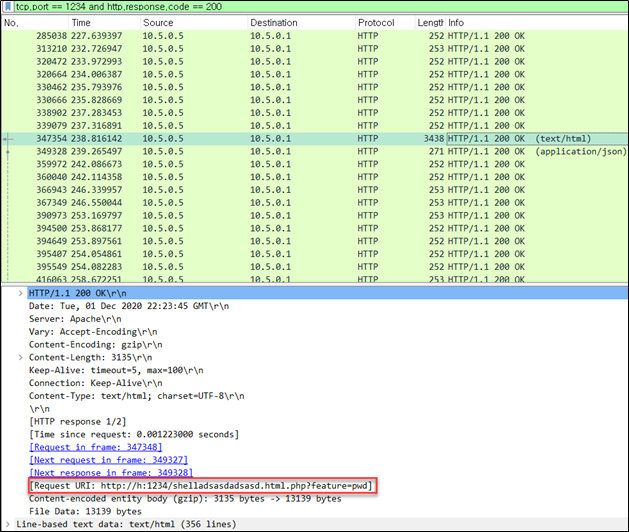 tcp.port == 1234 and http.response.code == 200
No. Time Source Destination Protocol Length Info
285038 227.639397 10.5.0.5 10.5.0.1 HTTP 252 HTTP/1.1 200 OK
313210 232.726947 10.5.0.5 10.5.0.1 HTTP 253 HTTP/1.1 200 OK
320472 233.972993 10.5.0.5 10.5.0.1 HTTP 252 HTTP/1.1 200 OK
320664 234.006387 10.5.0.5 10.5.0.1 HTTP 252 HTTP/1.1 200 OK
330462 235.793976 10.5.0.5 10.5.0.1 HTTP 252 HTTP/1.1 200 OK
330666 235.828669 10.5.0.5 10.5.0.1 HTTP 252 HTTP/1.1 200 OK
338902 237.283453 10.5.0.5 10.5.0.1 HTTP 252 HTTP/1.1 200 OK
339079 237.316891 10.5.0.5 10.5.0.1 HTTP 252 HTTP/1.1 200 OK
347354 238.816142 10.5.0.5 10.5.0.1 HTTP 3438 HTTP/1.1 200 OK (text/html)
349328 239.265497 10.5.0.5 10.5.0.1 HTTP 271 HTTP/1.1 200 OK (application/json)
359972 242.086673 10.5.0.5 10.5.0.1 HTTP 252 HTTP/1.1 200 OK
360040 242.114358 10.5.0.5 10.5.0.1 HTTP 252 HTTP/1.1 200 OK
366943 246.339957 10.5.0.5 10.5.0.1 HTTP 253 HTTP/1.1 200 OK
367349 246.550044 10.5.0.5 10.5.0.1 HTTP 253 HTTP/1.1 200 OK
390973 253.169797 10.5.0.5 10.5.0.1 HTTP 253 HTTP/1.1 200 OK
394500 253.868177 10.5.0.5 10.5.0.1 HTTP 252 HTTP/1.1 200 OK
394649 253.897561 10.5.0.5 10.5.0.1 HTTP 252 HTTP/1.1 200 OK
395407 254.054861 10.5.0.5 10.5.0.1 HTTP 252 HTTP/1.1 200 OK
395549 254.082283 10.5.0.5 10.5.0.1 HTTP 252 HTTP/1.1 200 OK
416063 258.672251 10.5.0.5 10.5.0.1 HTTP 253 HTTP/1.1 200 OK
HTTP/1.1 200 OK\r\n
Date: Tue, 01 Dec 2020 22:23:45 GMT\r\n
Server: Apache\r\n
Vary: Accept-Encoding\r\n
Content-Encoding: gzip\r\n
Content-Length: 3135\r\n
Keep-Alive: timeout=5, max=100\r\n
Connection: Keep-Alive\r\n
Content-Type: text/html; charset=UTF-8\r\n
\r\n
[HTTP response 1/2]
[Time since request: 0.001223000 seconds]
[Request in frame: 347348]
[Next request in frame: 349327]
[Next response in frame: 349328]
[Request URI: http://h:1234/shelladsasdadsasd.html.php?feature=pwd]
Content-encoded entity body (gzip): 3135 bytes -> 13139 bytes
File Data: 13139 bytes
Line-based text data: text/html (356 lines)